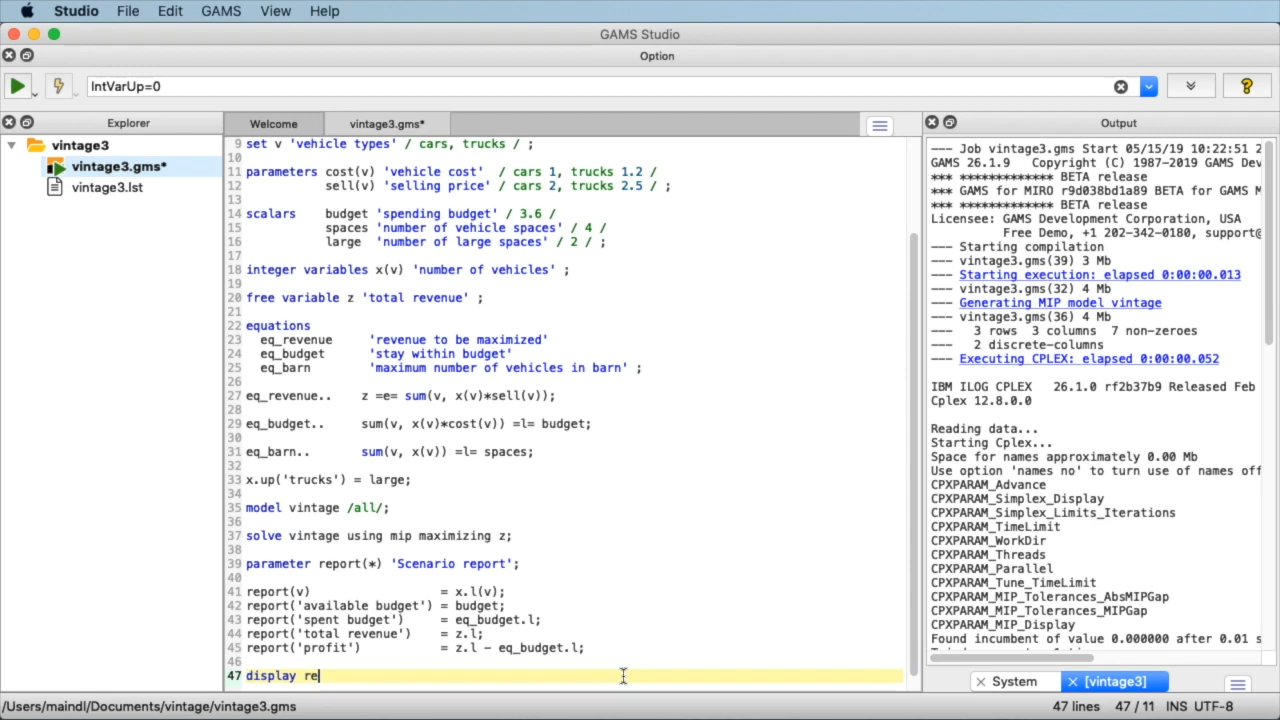 Studio File Edit GAMS View Help
GAMS Studio
Option
IntVarUp=0
Explorer
vintage3
vintage3.gms*
vintage3.lst
Welcome vintage3.gms*
9 set v 'vehicle types' / cars, trucks / ;
10
11 parameters cost(v) 'vehicle cost' / cars 1, trucks 1.2 /
12 sell(v) 'selling price' / cars 2, trucks 2.5 / ;
13
14 scalars budget 'spending budget' / 3.6 /
15 spaces 'number of vehicle spaces' / 4 /
16 large 'number of large spaces' / 2 / ;
17
18 integer variables x(v) 'number of vehicles' ;
19
20 free variable z 'total revenue' ;
21
22 equations
23 eq_revenue 'revenue to be maximized'
24 eq_budget 'stay within budget'
25 eq_barn 'maximum number of vehicles in barn' ;
26
27 eq_revenue.. z =e= sum(v, x(v)*sell(v));
28
29 eq_budget.. sum(v, x(v)*cost(v)) =l= budget;
30
31 eq_barn.. sum(v, x(v)) =l= spaces;
32
33 x.up('trucks') = large;
34
35 model vintage /all/;
36
37 solve vintage using mip maximizing z;
38
39 parameter report(*) 'Scenario report';
40
41 report(v) = x.l(v);
42 report('available budget') = budget;
43 report('spent budget') = eq_budget.l;
44 report('total revenue') = z.l;
45 report('profit') = z.l - eq_budget.l;
46
47 display re
Output
--- Job vintage3.gms Start 05/15/19 10:22:51 2
GAMS 26.1.9 Copyright (C) 1987-2019 GAMS Dev
*** ************* BETA release
*** GAMS for MIRO r9d038bd1a89 BETA for GAMS M
*** ************* BETA release
Licensee: GAMS Development Corporation, USA
Free Demo, +1 202-342-0180, support@
--- Starting compilation
--- vintage3.gms(39) 3 Mb
--- Starting execution: elapsed 0:00:00.013
--- vintage3.gms(32) 4 Mb
--- Generating MIP model vintage
--- vintage3.gms(36) 4 Mb
--- 3 rows 3 columns 7 non-zeroes
--- 2 discrete-columns
--- Executing CPLEX: elapsed 0:00:00.052
IBM ILOG CPLEX 26.1.0 rf2b37b9 Released Feb
Cplex 12.8.0.0
Reading data...
Starting Cplex...
Space for names approximately 0.00 Mb
Use option 'names no' to turn use of names off
CPXPARAM_Advance
CPXPARAM_Simplex_Display
CPXPARAM_Simplex_Limits_Iterations
CPXPARAM_TimeLimit
CPXPARAM_WorkDir
CPXPARAM_Threads
CPXPARAM_Parallel
CPXPARAM_Tune_TimeLimit
CPXPARAM_MIP_Tolerances_AbsMIPGap
CPXPARAM_MIP_Tolerances_MIPGap
CPXPARAM_MIP_Display
Found incumbent of value 0.000000 after 0.01 s
System [vintage3]
/Users/maindl/Documents/vintage/vintage3.gms
47 lines 47 / 11 INS UTF-8